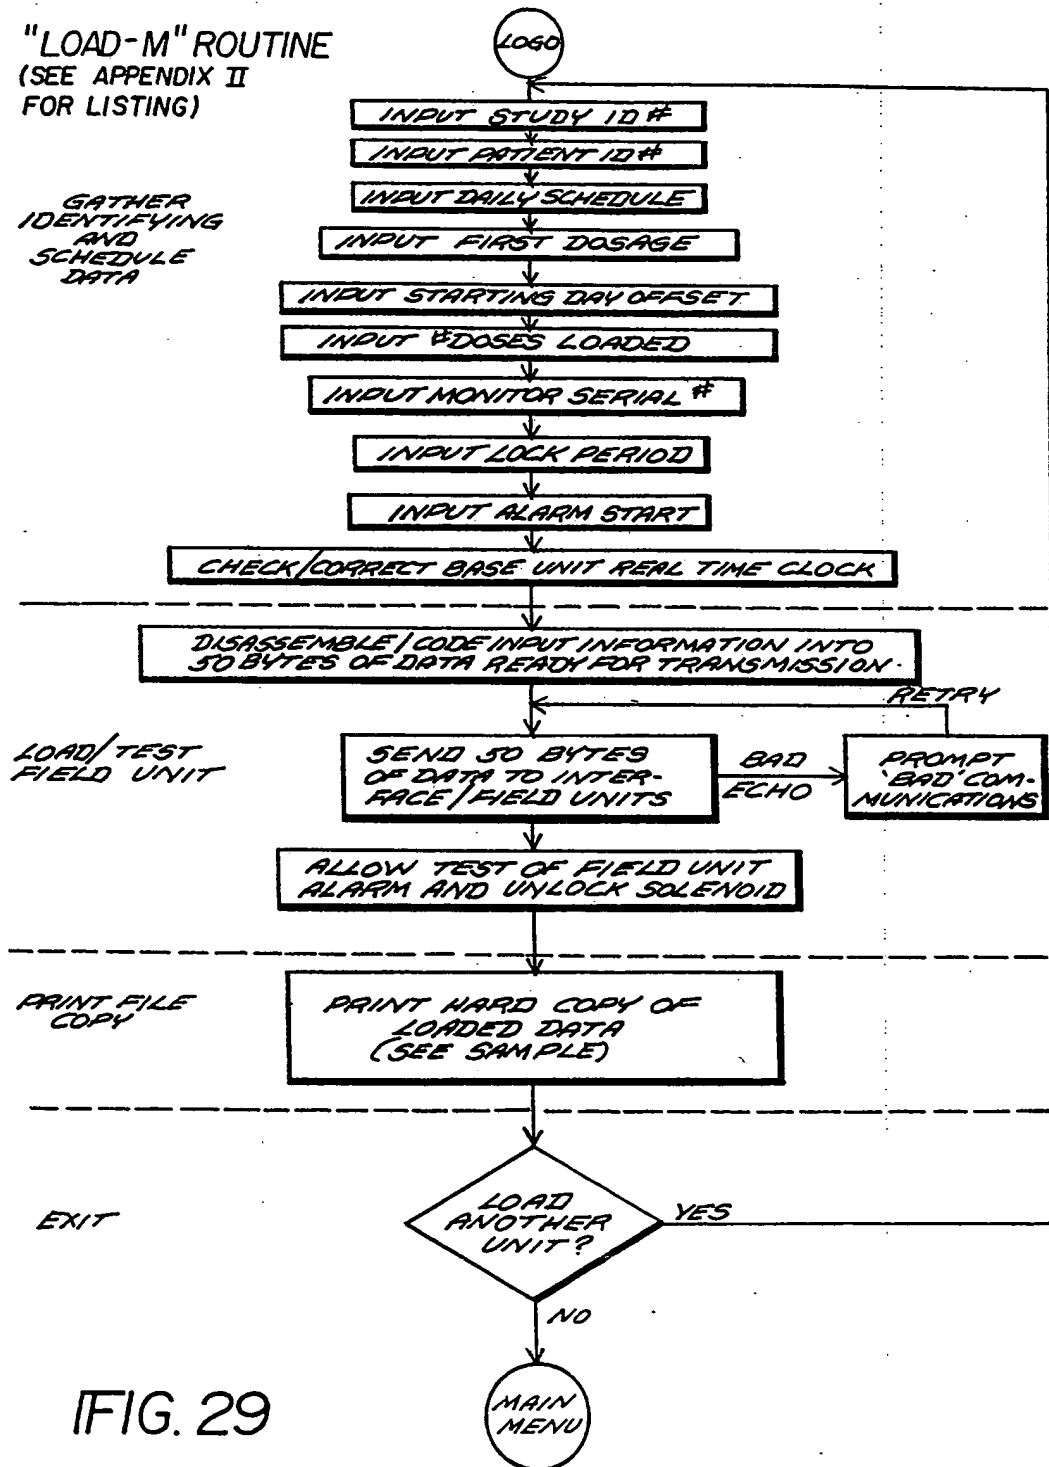 "LOAD-M" ROUTINE
(SEE APPENDIX II
FOR LISTING)
LOGO
INPUT STUDY ID #
INPUT PATIENT ID #
INPUT DAILY SCHEDULE
GATHER
IDENTIFYING
AND
SCHEDULE
DATA
INPUT FIRST DOSAGE
INPUT STARTING DAY OFFSET
INPUT # DOSES LOADED
INPUT MONITOR SERIAL #
INPUT LOCK PERIOD
INPUT ALARM START
CHECK/CORRECT BASE UNIT REAL TIME CLOCK
DISASSEMBLE/CODE INPUT INFORMATION INTO
50 BYTES OF DATA READY FOR TRANSMISSION.
RETRY
LOAD/TEST
FIELD UNIT
SEND 50 BYTES
OF DATA TO INTER-
FACE/FIELD UNITS
BAD
ECHO
PROMPT
'BAD' COM-
MUNICATIONS
ALLOW TEST OF FIELD UNIT
ALARM AND UNLOCK SOLENOID
PRINT FILE
COPY
PRINT HARD COPY OF
LOADED DATA
(SEE SAMPLE)
EXIT
LOAD
ANOTHER
UNIT?
YES
NO
MAIN
MENU
FIG. 29